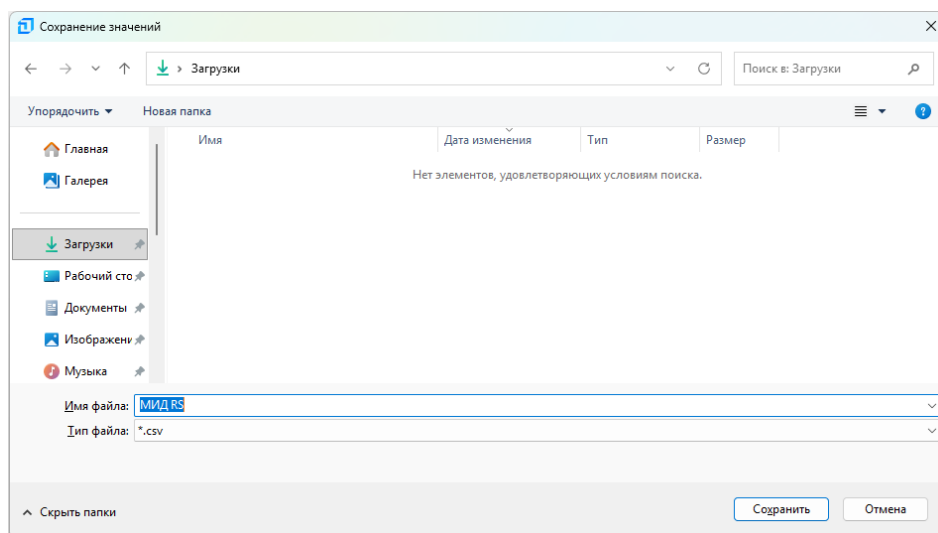 Сохранение значений
Загрузки
Поиск в: Загрузки
Упорядочить
Новая папка
Имя
Дата изменения
Тип
Размер
Нет элементов, удовлетворяющих условиям поиска.
Главная
Галерея
Загрузки
Рабочий сто
Документы
Изображени
Музыка
Имя файла: МИД RS
Тип файла: *.csv
Скрыть папки
Сохранить
Отмена